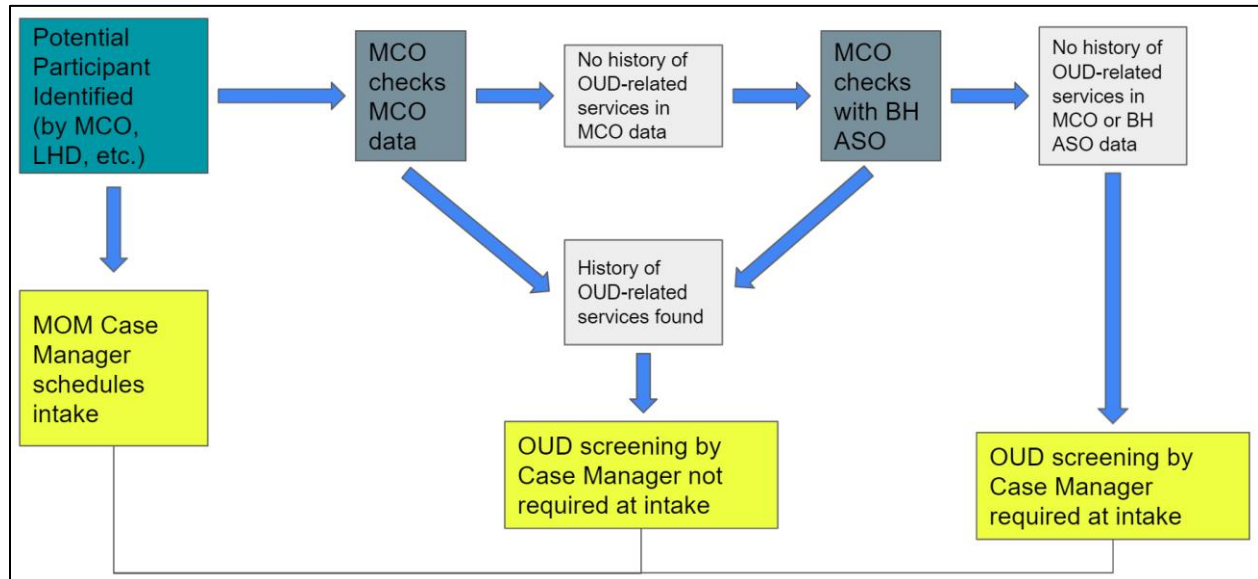 Potential
Participant
Identified
(by MCO,
LHD, etc.)
MCO
checks
MCO
data
No history of
OUD-related
services in
MCO data
MCO
checks
with BH
ASO
No history of
OUD-related
services in
MCO or BH
ASO data
History of
OUD-related
services found
MOM Case
Manager
schedules
intake
OUD screening by
Case Manager not
required at intake
OUD screening by
Case Manager
required at intake